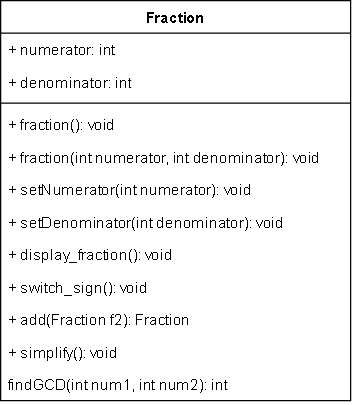 Fraction
+ numerator: int
+ denominator: int
+ fraction(): void
+ fraction(int numerator, int denominator): void
+ setNumerator(int numerator): void
+ setDenominator(int denominator): void
+ display_fraction(): void
+ switch_sign(): void
+ add(Fraction f2): Fraction
+ simplify(): void
findGCD(int num1, int num2): int